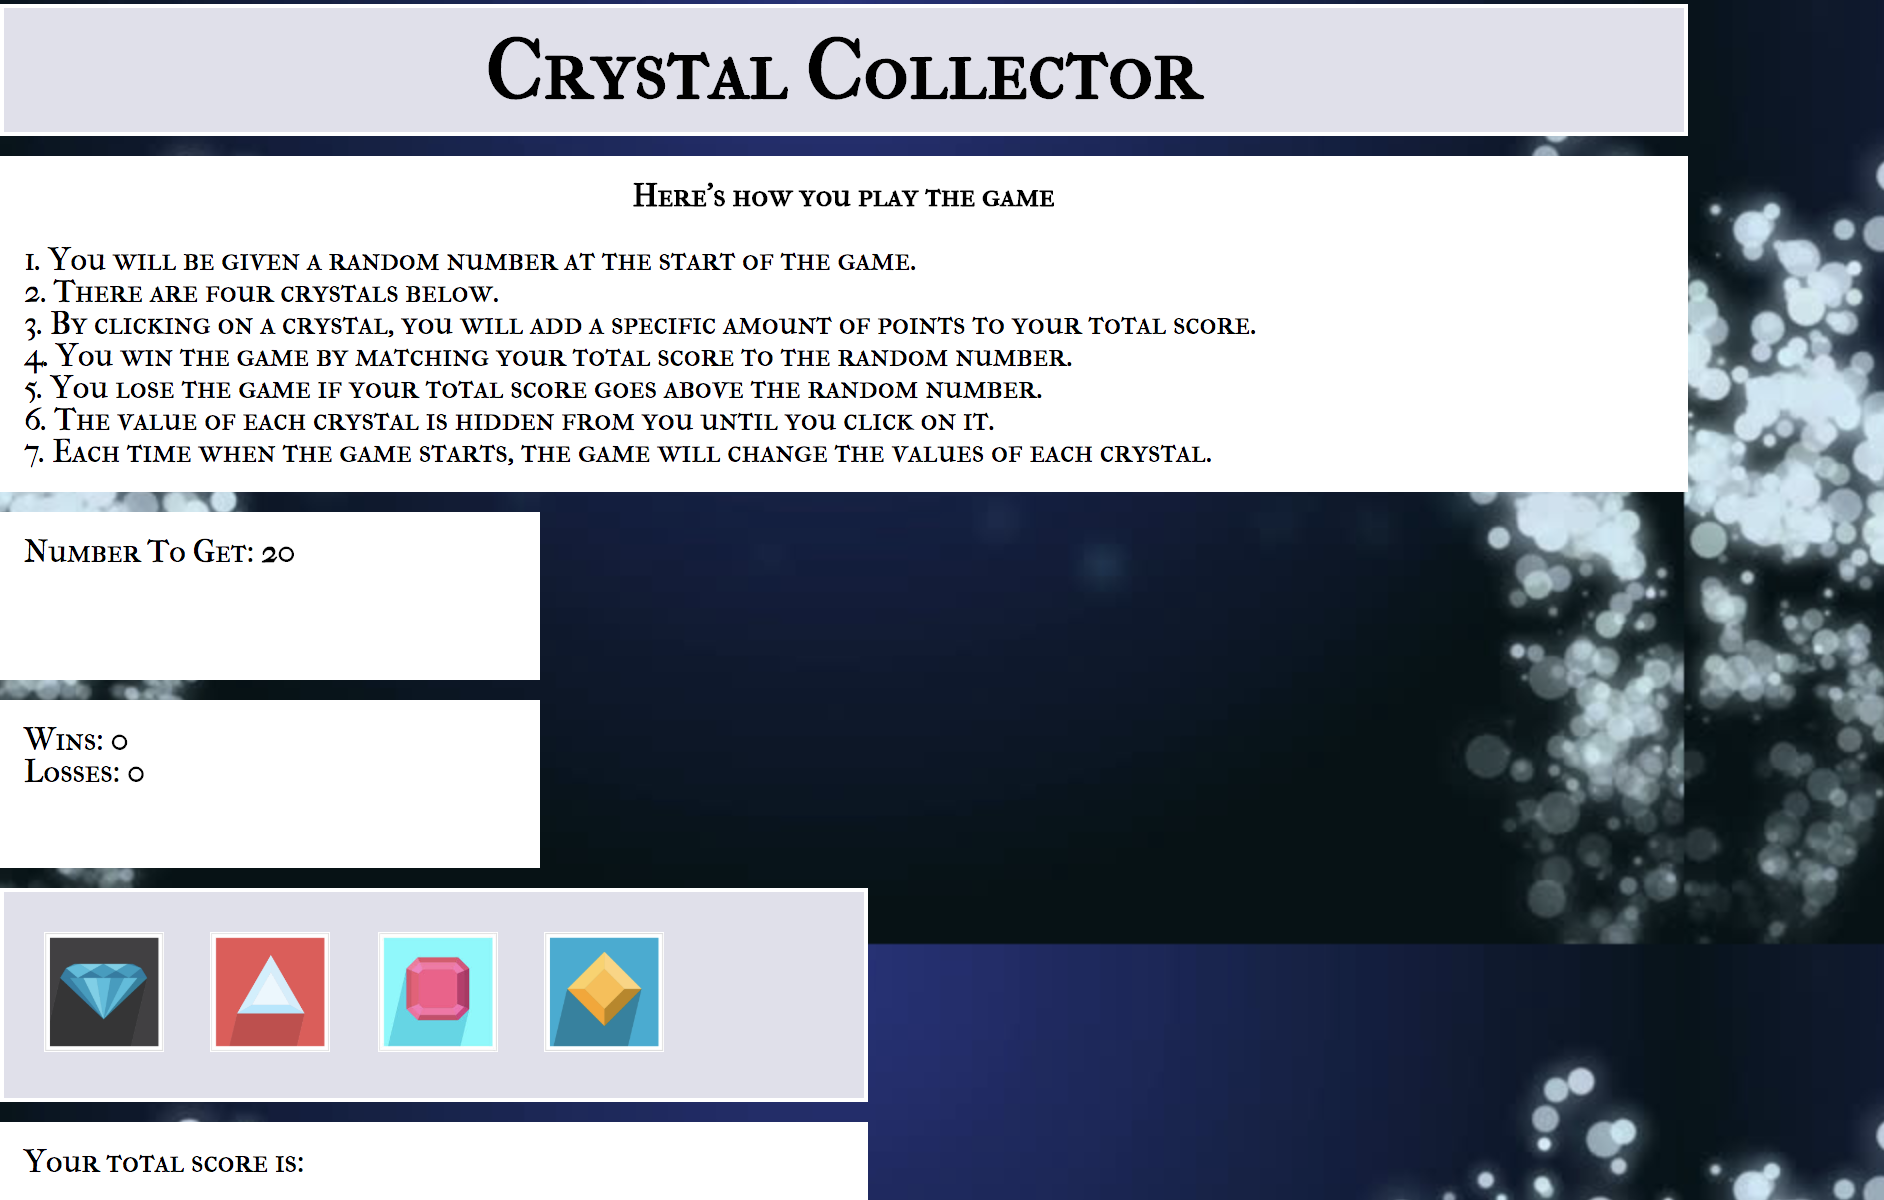 Crystal Collector
Here's how you play the game
1. You will be given a random number at the start of the game.
2. There are four crystals below.
3. By clicking on a crystal, you will add a specific amount of points to your total score.
4. You win the game by matching your total score to the random number.
5. You lose the game if your total score goes above the random number.
6. The value of each crystal is hidden from you until you click on it.
7. Each time when the game starts, the game will change the values of each crystal.
Number To Get: 20
Wins: 0
Losses: 0
Your total score is: